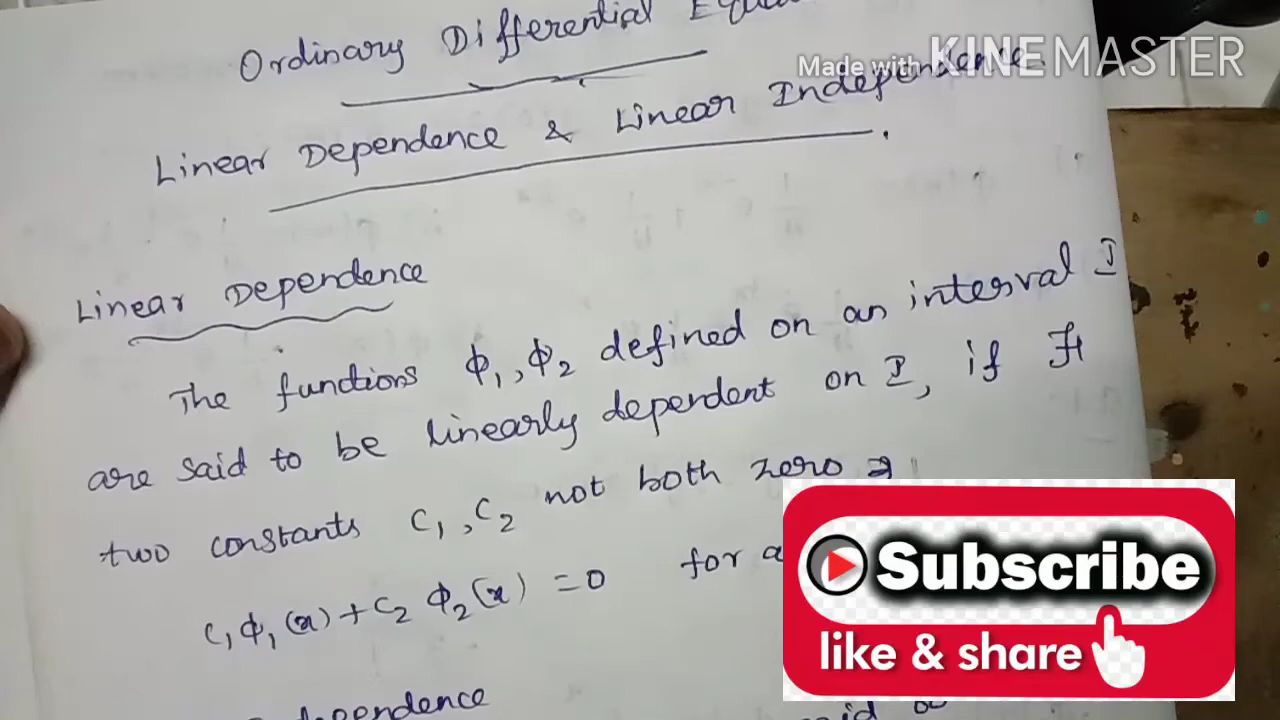 Ordinary Differential
Made with KINEMASTER
Linear Dependence & Linear Independence.
Linear Dependence
The functions ϕ₁, ϕ₂ defined on an interval I
are said to be linearly dependent on I, if ∃
two constants C₁, C₂ not both zero ∋
C₁ϕ₁(x) + C₂ ϕ₂(x) = 0 for
Subscribe
like & share